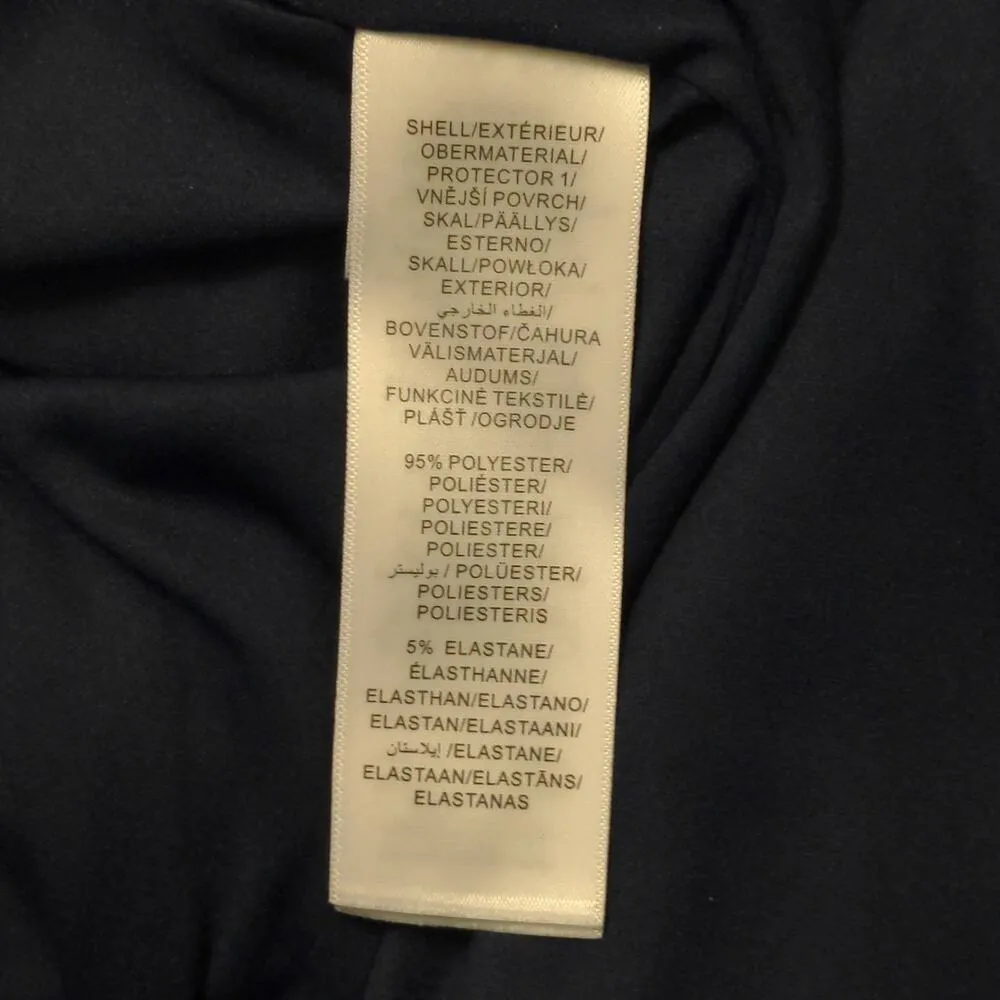 SHELL/EXTÉRIEUR/
OBERMATERIAL/
PROTECTOR 1/
VNĚJŠÍ POVRCH/
SKAL/PÄÄLLYS/
ESTERNO/
SKALL/POWŁOKA/
EXTERIOR/
الغطاء الخارجي/
BOVENSTOF/ČAHURA
VÄLISMATERJAL/
AUDUMS/
FUNKCINĖ TEKSTILĖ/
PLÁŠŤ /OGRODJE
95% POLYESTER/
POLIÉSTER/
POLYESTERI/
POLIESTERE/
POLIESTER/
بوليستر / POLÜESTER/
POLIESTERS/
POLIESTERIS
5% ELASTANE/
ÉLASTHANNE/
ELASTHAN/ELASTANO/
ELASTAN/ELASTAANI/
إيلاستان /ELASTANE/
ELASTAAN/ELASTĀNS/
ELASTANAS